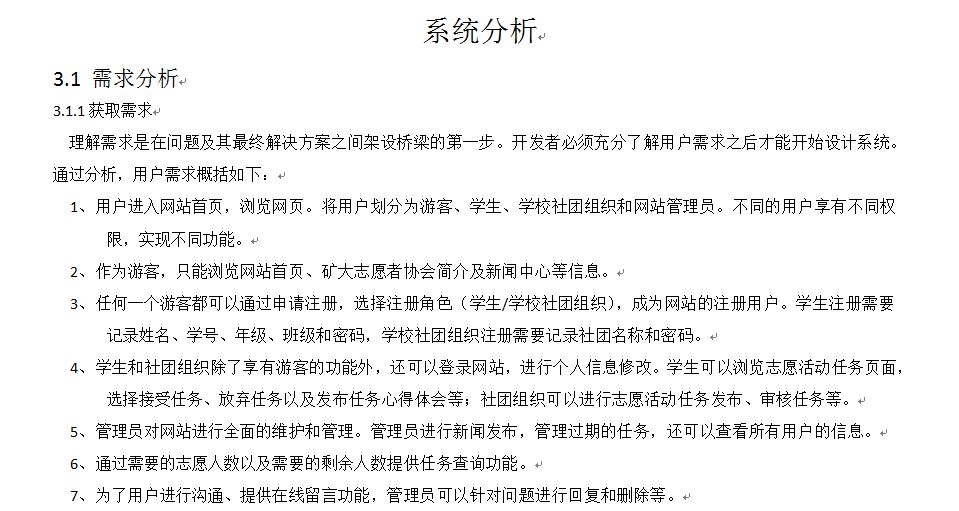 系统分析
3.1 需求分析
3.1.1 获取需求
理解需求是在问题及其最终解决方案之间架设桥梁的第一步。开发者必须充分了解用户需求之后才能开始设计系统。
通过分析，用户需求概括如下：
1、用户进入网站首页，浏览网页。将用户划分为游客、学生、学校社团组织和网站管理员。不同的用户享有不同权
限，实现不同功能。
2、作为游客，只能浏览网站首页、矿大志愿者协会简介及新闻中心等信息。
3、任何一个游客都可以通过申请注册，选择注册角色（学生/学校社团组织），成为网站的注册用户。学生注册需要
记录姓名、学号、年级、班级和密码，学校社团组织注册需要记录社团名称和密码。
4、学生和社团组织除了享有游客的功能外，还可以登录网站，进行个人信息修改。学生可以浏览志愿活动任务页面，
选择接受任务、放弃任务以及发布任务心得体会等；社团组织可以进行志愿活动任务发布、审核任务等。
5、管理员对网站进行全面的维护和管理。管理员进行新闻发布，管理过期的任务，还可以查看所有用户的信息。
6、通过需要的志愿人数以及需要的剩余人数提供任务查询功能。
7、为了用户进行沟通、提供在线留言功能，管理员可以针对问题进行回复和删除等。